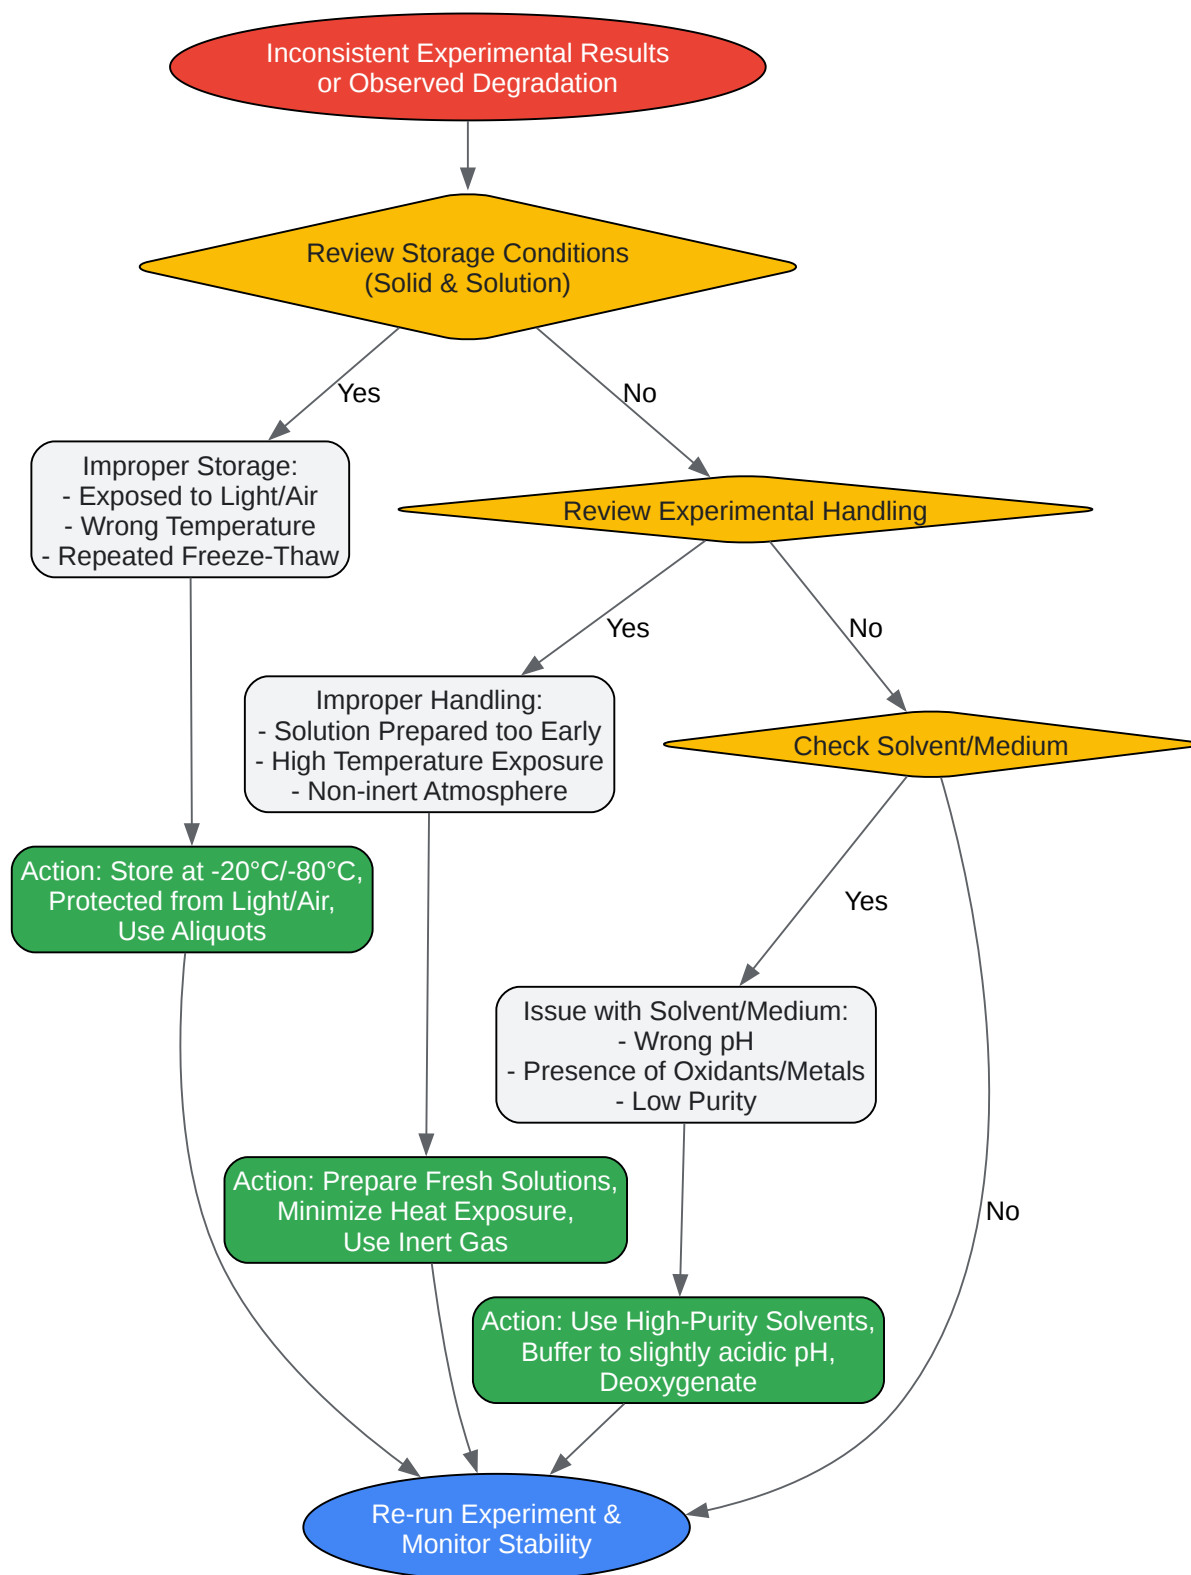 Inconsistent Experimental Results
or Observed Degradation
Review Storage Conditions
(Solid & Solution)
Yes
No
Improper Storage:
- Exposed to Light/Air
- Wrong Temperature
- Repeated Freeze-Thaw
Review Experimental Handling
Yes
No
Improper Handling:
- Solution Prepared too Early
- High Temperature Exposure
- Non-inert Atmosphere
Check Solvent/Medium
Action: Store at -20°C/-80°C,
Protected from Light/Air,
Use Aliquots
Yes
Issue with Solvent/Medium:
- Wrong pH
- Presence of Oxidants/Metals
- Low Purity
Action: Prepare Fresh Solutions,
Minimize Heat Exposure,
Use Inert Gas
No
Action: Use High-Purity Solvents,
Buffer to slightly acidic pH,
Deoxygenate
Re-run Experiment &
Monitor Stability